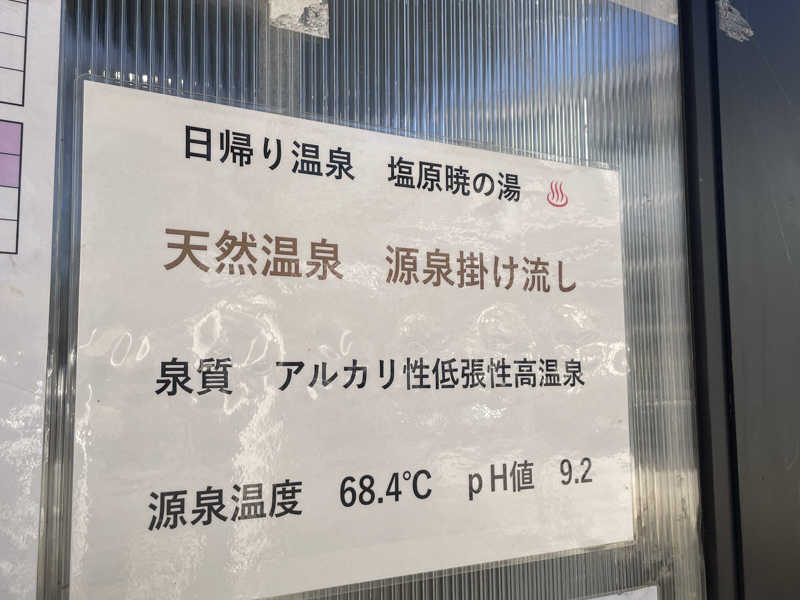 日帰り温泉　塩原暁の湯 ♨
天然温泉　源泉掛け流し
泉質　アルカリ性低張性高温泉
源泉温度　68.4℃　pH値　9.2